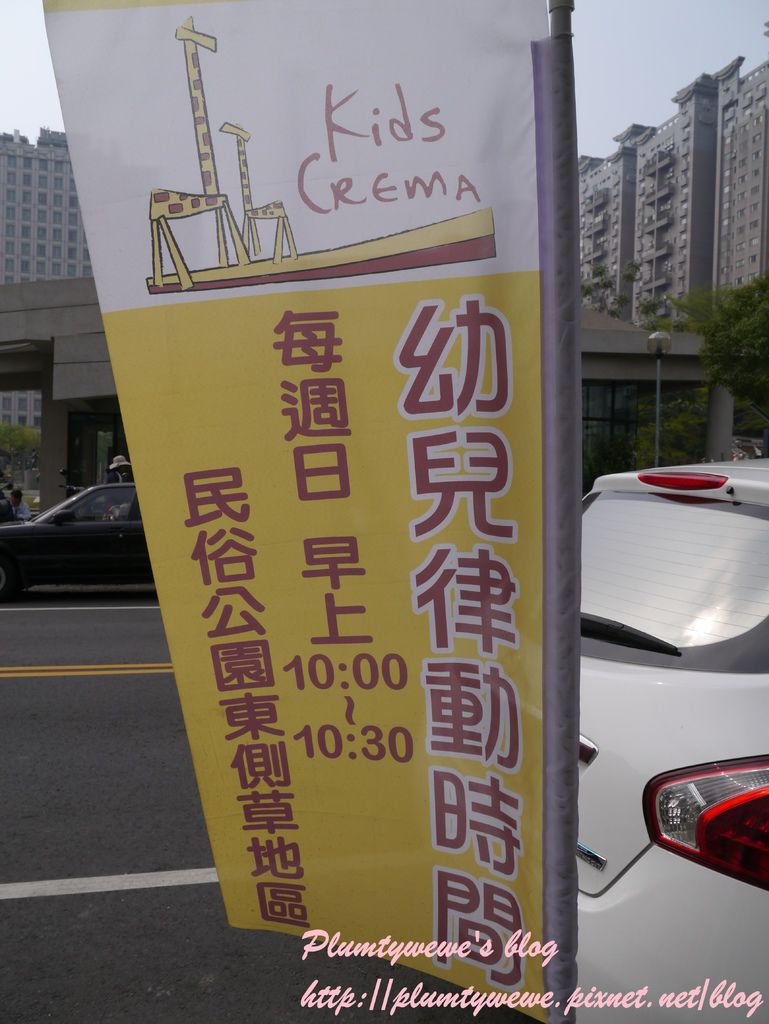 Kids
CREMA
幼兒律動時間
每週日 早上
10:00
~
10:30
民俗公園東側草地區
Plumtywewe's blog
http://plumtywewe.pixnet.net/blog